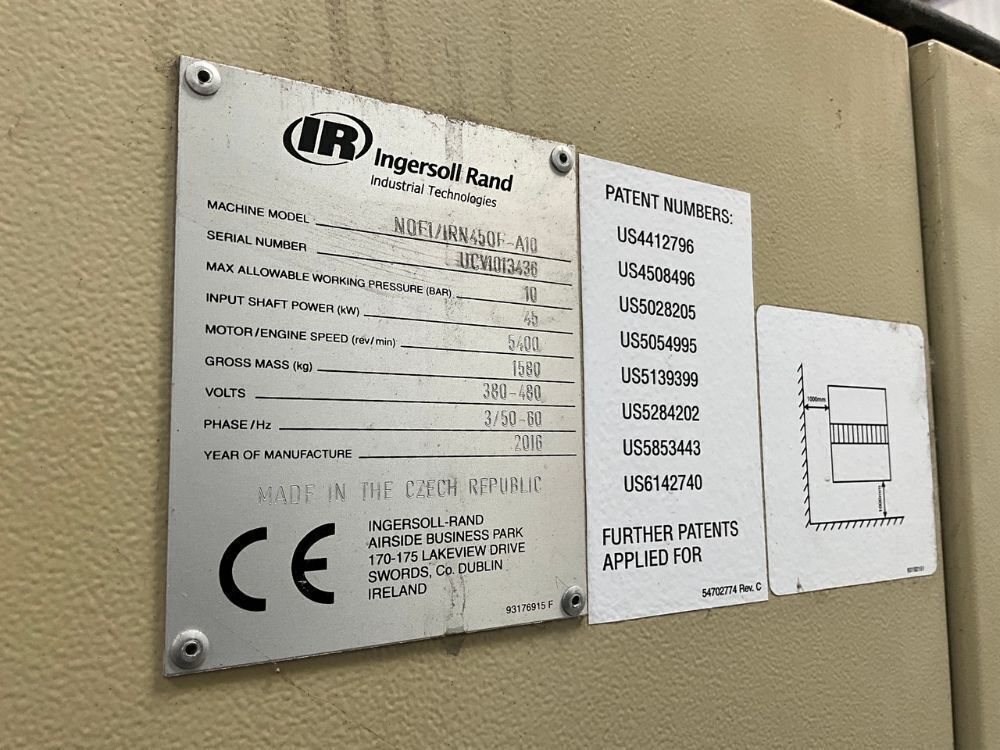 IR Ingersoll Rand
Industrial Technologies
MACHINE MODEL
SERIAL NUMBER UCV1013436
MAX ALLOWABLE WORKING PRESSURE (BAR) 10
INPUT SHAFT POWER (kW) 45
MOTOR/ENGINE SPEED (rev/min) 5400
GROSS MASS (kg) 1580
VOLTS 380-480
PHASE/Hz 3/50-60
YEAR OF MANUFACTURE 2016
MADE IN THE CZECH REPUBLIC
CE
INGERSOLL-RAND
AIRSIDE BUSINESS PARK
170-175 LAKEVIEW DRIVE
SWORDS, Co. DUBLIN
IRELAND
93176915 F
PATENT NUMBERS:
US4412796
US4508496
US5028205
US5054995
US5139399
US5284202
US5853443
US6142740
FURTHER PATENTS
APPLIED FOR
54702774 Rev. C
1000mm
1000mm